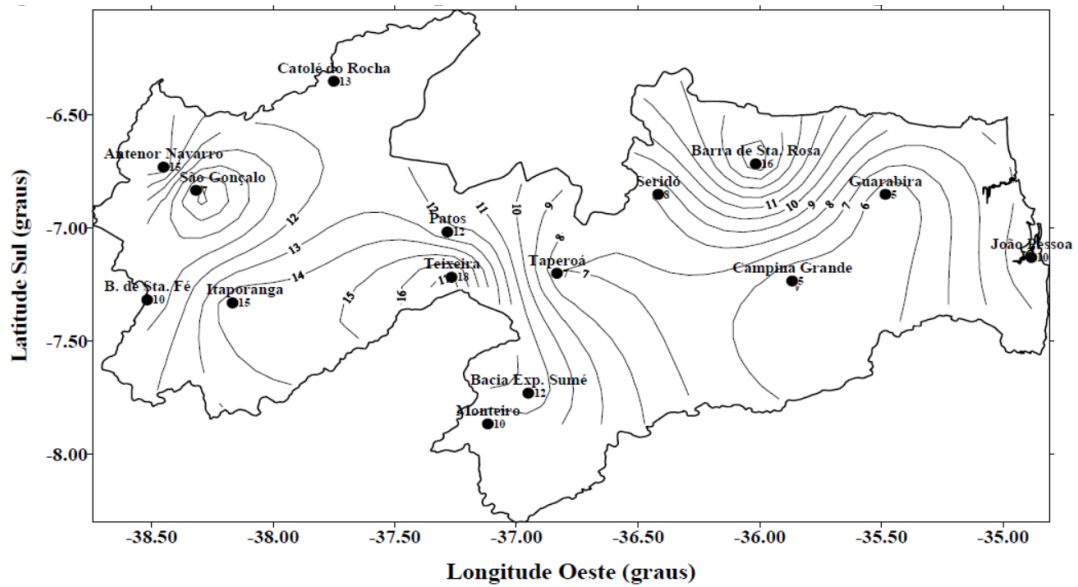 Catolé do Rocha
13
-6.50
Antenor Navarro
15
Barra de Sta. Rosa
16
São Gonçalo
7
Seridó
8
Guarabira
5
12
12
11
10
9
11
10
9
8
7
6
-7.00
Patos
12
13
8
João Pessoa
10
Teixeira
18
Taperoá
7
7
6
Campina Grande
5
14
B. de Sta. Fé
10
Itaporanga
15
15
16
-7.50
Bacia Exp. Sumé
12
Monteiro
10
-8.00
-38.50
-38.00
-37.50
-37.00
-36.50
-36.00
-35.50
-35.00
Latitude Sul (graus)
Longitude Oeste (graus)